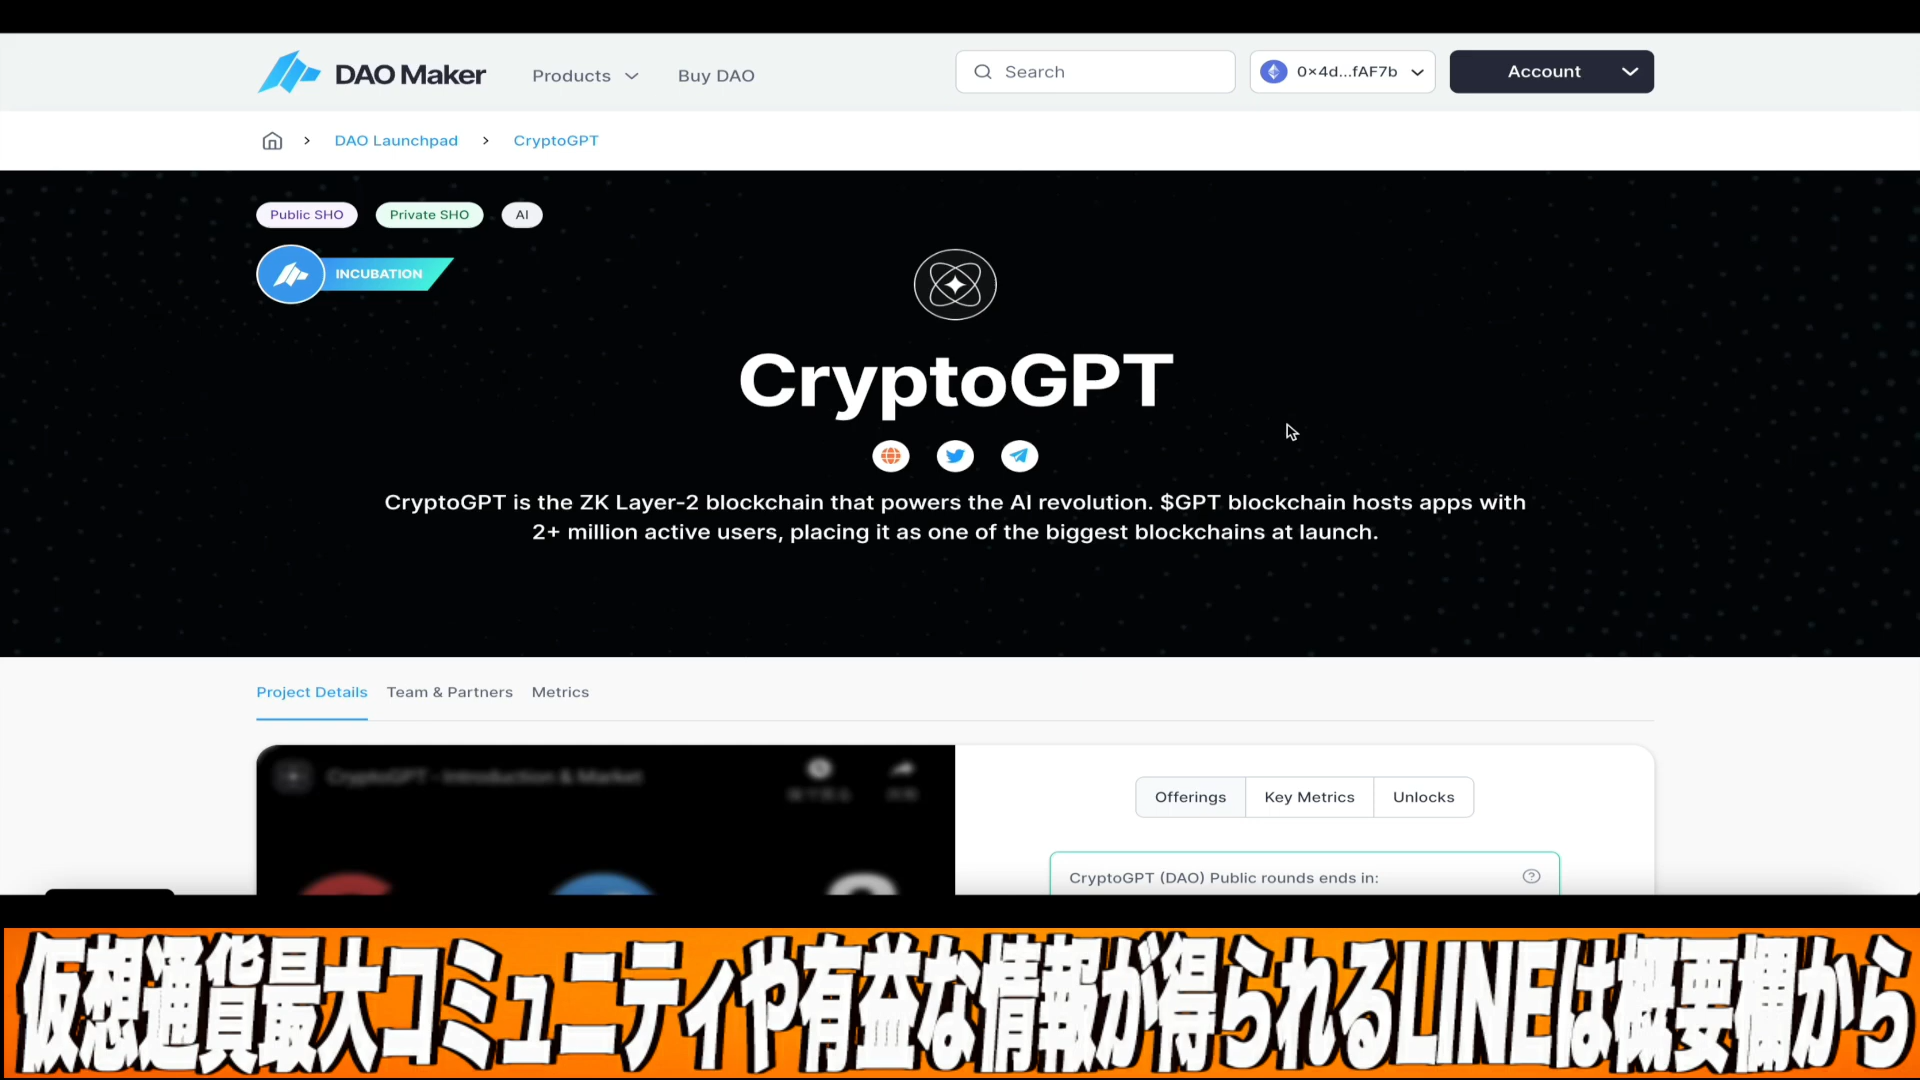 DAO Maker
Products
Buy DAO
Search
0×4d...fAF7b
Account
DAO Launchpad
CryptoGPT
Public SHO
Private SHO
AI
INCUBATION
CryptoGPT
CryptoGPT is the ZK Layer-2 blockchain that powers the AI revolution. $GPT blockchain hosts apps with
2+ million active users, placing it as one of the biggest blockchains at launch.
Project Details
Team & Partners
Metrics
CryptoGPT - Introduction & Market
Offerings
Key Metrics
Unlocks
CryptoGPT (DAO) Public rounds ends in:
仮想通貨最大コミュニティや有益な情報が得られるLINEは概要欄から